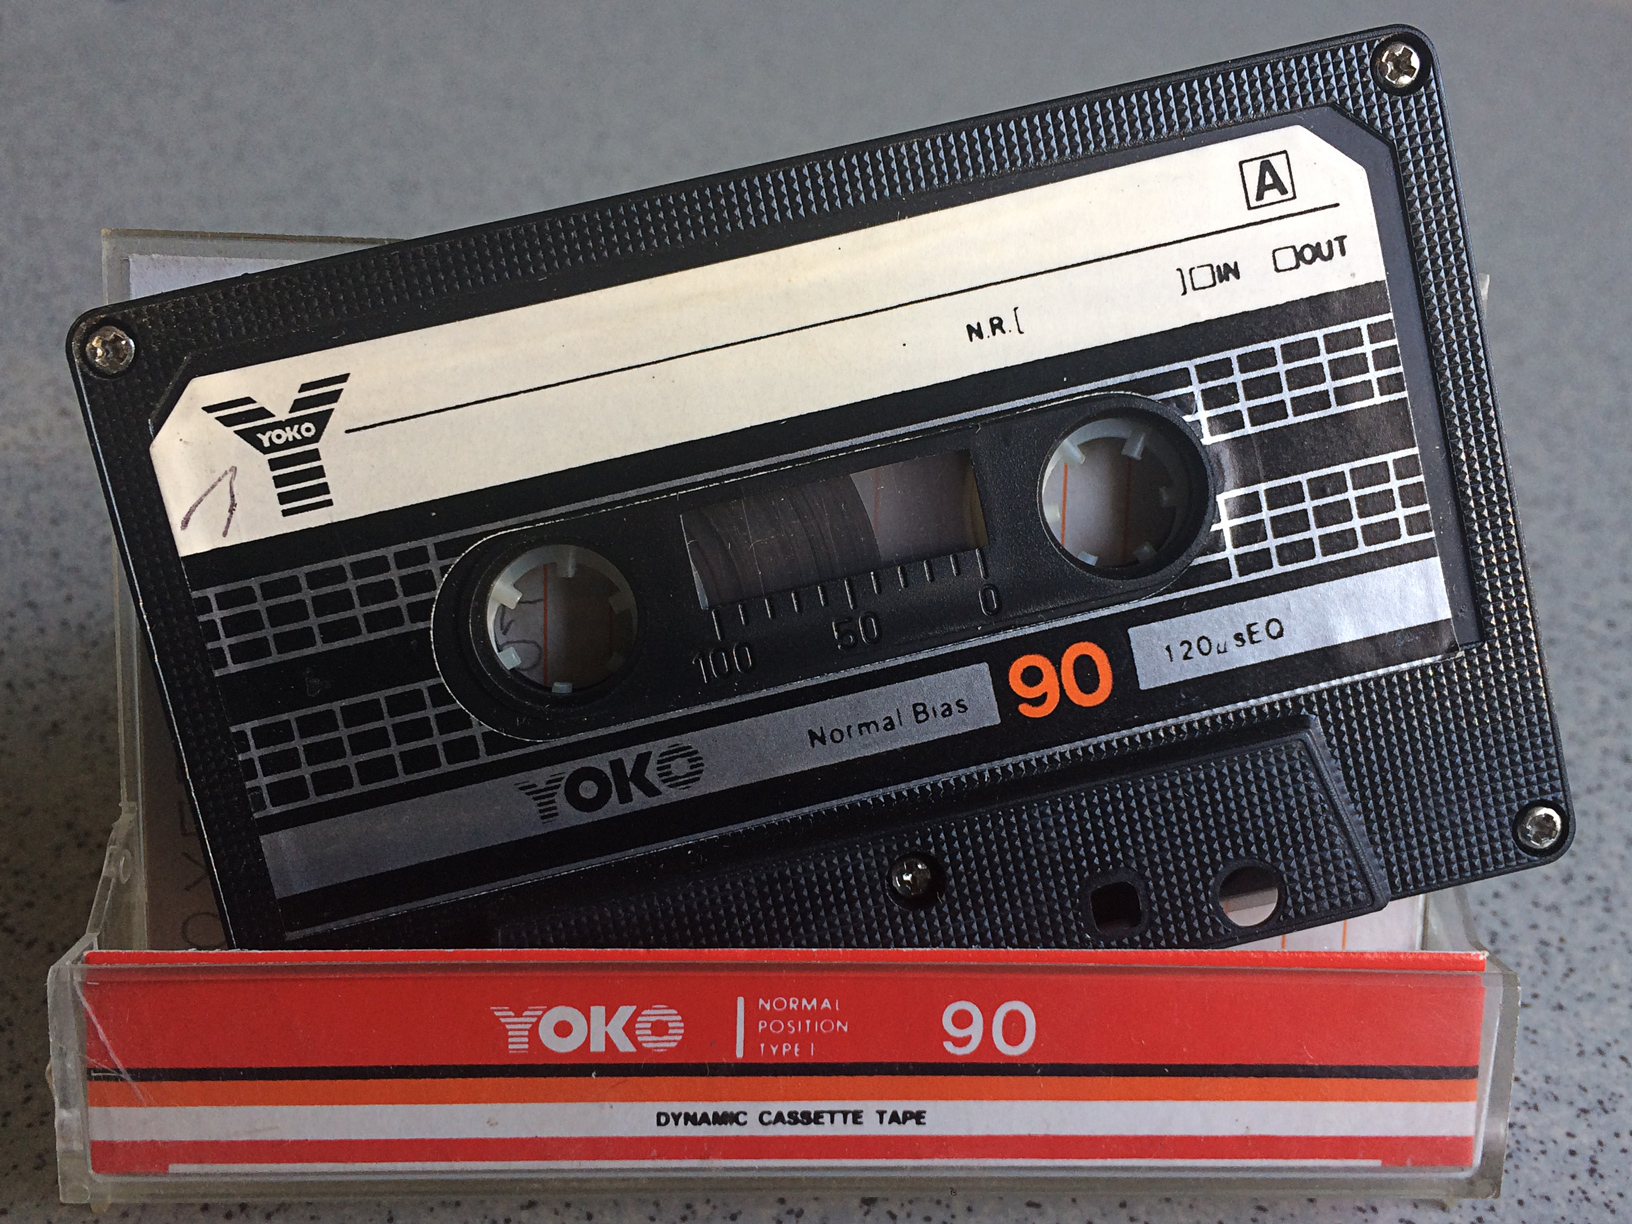 A
N.R.[ ]☐IN ☐OUT
YOKO
1
100 50 0
YOKO Normal Bias 90 120µsEQ
YOKO NORMAL
POSITION
TYPE I
90
DYNAMIC CASSETTE TAPE